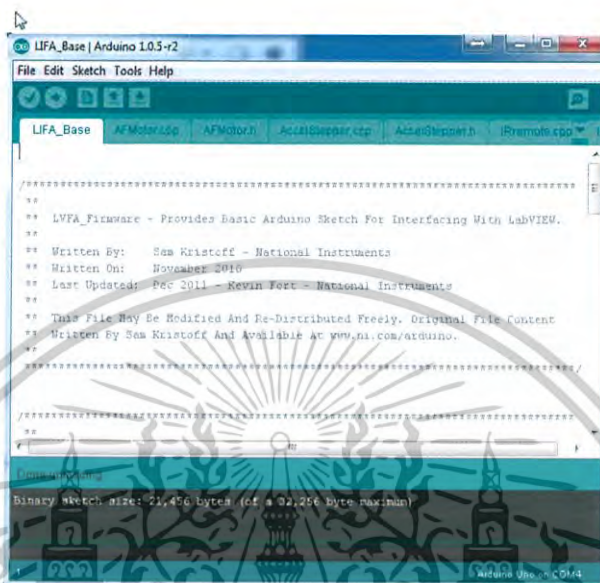 LIFA_Base | Arduino 1.0.5-r2
File Edit Sketch Tools Help
LIFA_Base AFMotor.cpp AFMotor.h AccelStepper.cpp AccelStepper.h IRremote.cpp
/*********************************************************************************
**
** LVFA_Firmware - Provides Basic Arduino Sketch For Interfacing With LabVIEW.
**
** Written By: Sam Kristoff - National Instruments
** Written On: November 2010
** Last Updated: Dec 2011 - Kevin Fort - National Instruments
**
** This File May Be Modified And Re-Distributed Freely. Original File Content
** Written By Sam Kristoff And Available At www.ni.com/arduino.
**
*********************************************************************************/
/*********************************************************************************
**
Done uploading.
Binary sketch size: 21,456 bytes (of a 32,256 byte maximum)
1
Arduino Uno on COM4